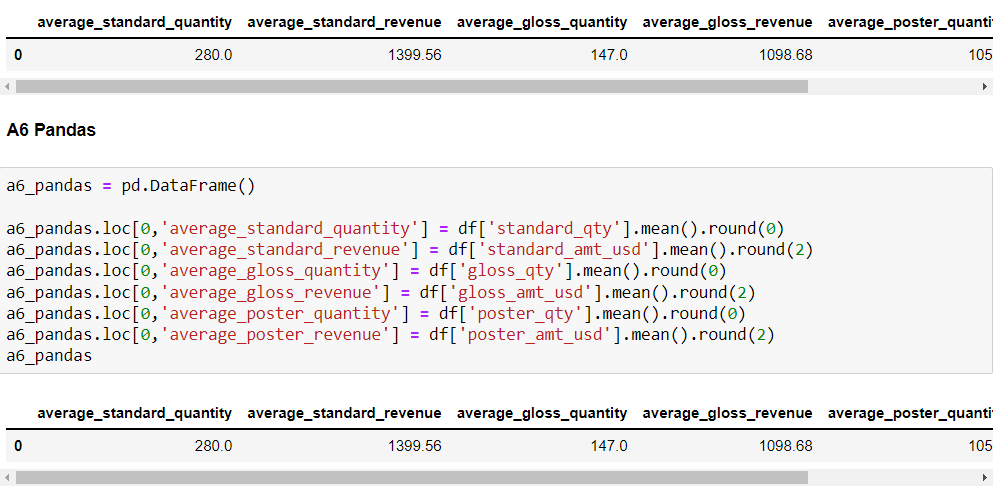 average_standard_quantity average_standard_revenue average_gloss_quantity average_gloss_revenue
0 280.0 1399.56 147.0 1098.68 105
A6 Pandas
a6_pandas = pd.DataFrame()
a6_pandas.loc[0,'average_standard_quantity'] = df['standard_qty'].mean().round(0)
a6_pandas.loc[0,'average_standard_revenue'] = df['standard_amt_usd'].mean().round(2)
a6_pandas.loc[0,'average_gloss_quantity'] = df['gloss_qty'].mean().round(0)
a6_pandas.loc[0,'average_gloss_revenue'] = df['gloss_amt_usd'].mean().round(2)
a6_pandas.loc[0,'average_poster_quantity'] = df['poster_qty'].mean().round(0)
a6_pandas.loc[0,'average_poster_revenue'] = df['poster_amt_usd'].mean().round(2)
a6_pandas
average_standard_quantity average_standard_revenue average_gloss_quantity average_gloss_revenue
0 280.0 1399.56 147.0 1098.68 105